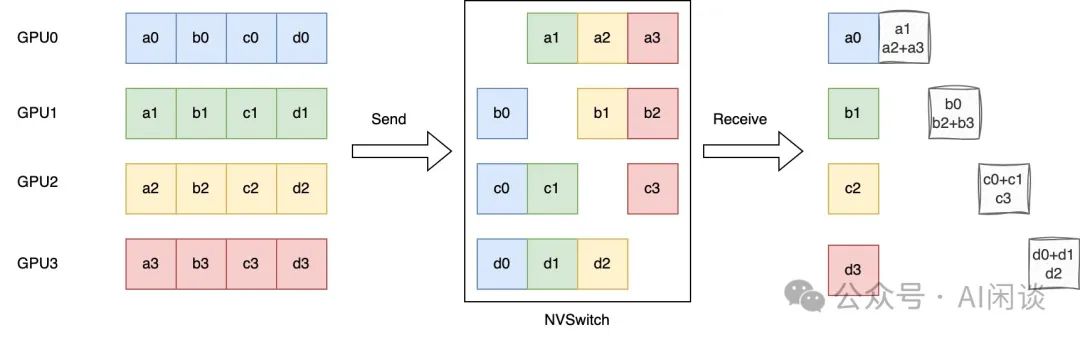 GPU0 a0 b0 c0 d0 a1 a2 a3 a0 a1
a2+a3
GPU1 a1 b1 c1 d1 b0 b1 b2 b1 b0
b2+b3
Send Receive
GPU2 a2 b2 c2 d2 c0 c1 c3 c2 c0+c1
c3
GPU3 a3 b3 c3 d3 d0 d1 d2 d3 d0+d1
d2
公众号 · AI闲谈
NVSwitch